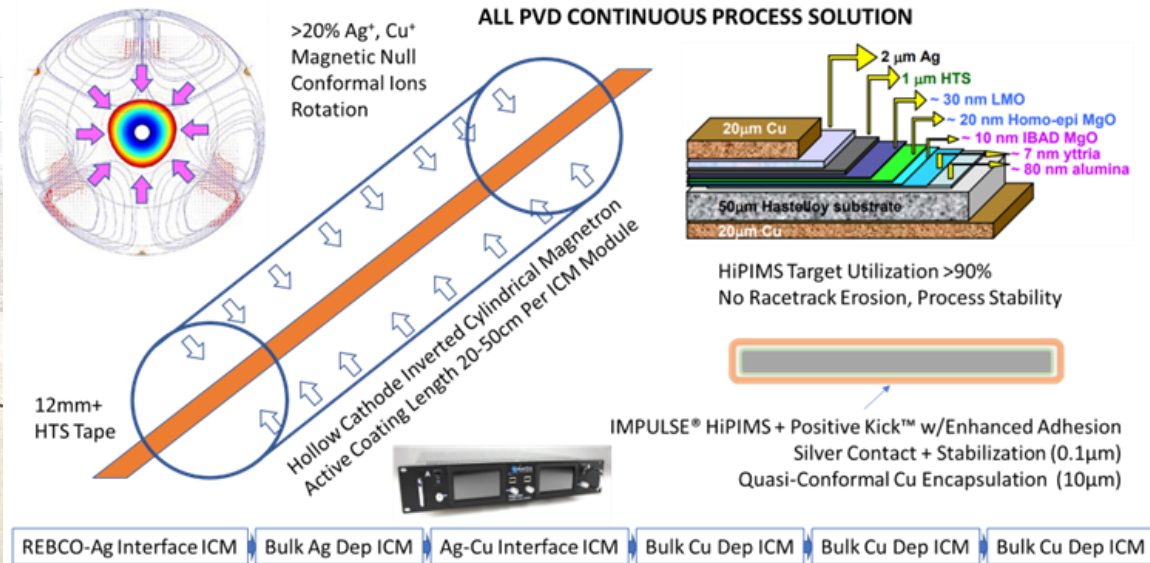 ALL PVD CONTINUOUS PROCESS SOLUTION
>20% Ag⁺, Cu⁺
Magnetic Null
Conformal Ions
Rotation
2 μm Ag
1 μm HTS
~ 30 nm LMO
~ 20 nm Homo-epi MgO
~ 10 nm IBAD MgO
~ 7 nm yttria
~ 80 nm alumina
20μm Cu
50μm Hastelloy substrate
20μm Cu
HiPIMS Target Utilization >90%
No Racetrack Erosion, Process Stability
12mm+
HTS Tape
Hollow Cathode Inverted Cylindrical Magnetron
Active Coating Length 20-50cm Per ICM Module
IMPULSE® HiPIMS + Positive Kick™ w/Enhanced Adhesion
Silver Contact + Stabilization (0.1μm)
Quasi-Conformal Cu Encapsulation (10μm)
REBCO-Ag Interface ICM
Bulk Ag Dep ICM
Ag-Cu Interface ICM
Bulk Cu Dep ICM
Bulk Cu Dep ICM
Bulk Cu Dep ICM